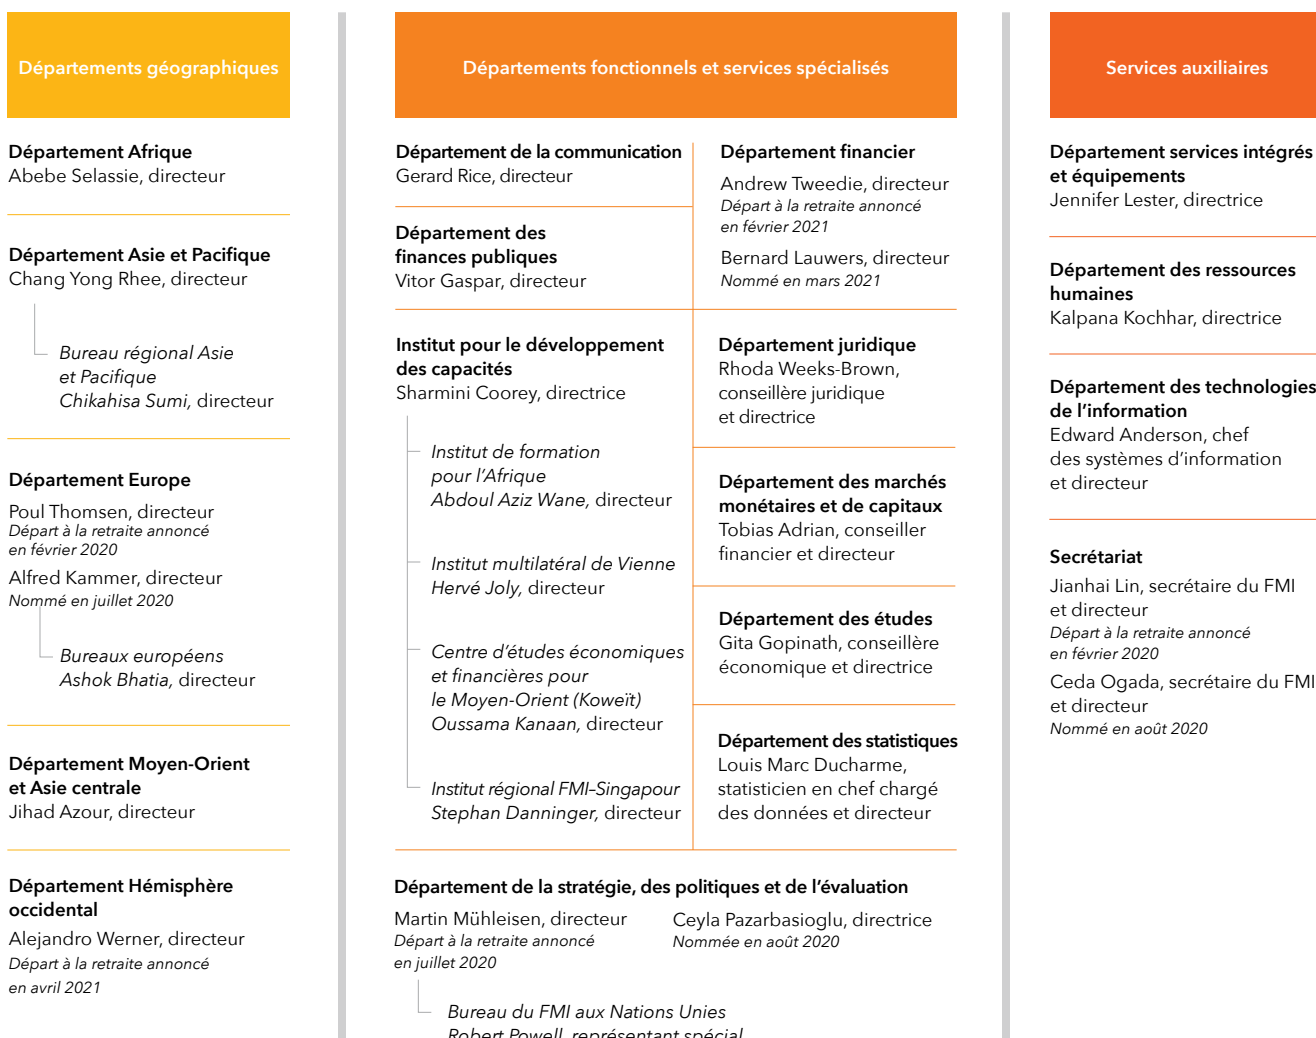 Départements géographiques
Département Afrique
Abebe Selassie, directeur
Département Asie et Pacifique
Chang Yong Rhee, directeur
Bureau régional Asie
et Pacifique
Chikahisa Sumi, directeur
Département Europe
Poul Thomsen, directeur
Départ à la retraite annoncé
en février 2020
Alfred Kammer, directeur
Nommé en juillet 2020
Bureaux européens
Ashok Bhatia, directeur
Département Moyen-Orient
et Asie centrale
Jihad Azour, directeur
Département Hémisphère
occidental
Alejandro Werner, directeur
Départ à la retraite annoncé
en avril 2021
Départements fonctionnels et services spécialisés
Département de la communication
Gerard Rice, directeur
Département des
finances publiques
Vitor Gaspar, directeur
Institut pour le développement
des capacités
Sharmini Coorey, directrice
Institut de formation
pour l’Afrique
Abdoul Aziz Wane, directeur
Institut multilatéral de Vienne
Hervé Joly, directeur
Centre d’études économiques
et financières pour
le Moyen-Orient (Koweït)
Oussama Kanaan, directeur
Institut régional FMI–Singapour
Stephan Danninger, directeur
Département financier
Andrew Tweedie, directeur
Départ à la retraite annoncé
en février 2021
Bernard Lauwers, directeur
Nommé en mars 2021
Département juridique
Rhoda Weeks-Brown,
conseillère juridique
et directrice
Département des marchés
monétaires et de capitaux
Tobias Adrian, conseiller
financier et directeur
Département des études
Gita Gopinath, conseillère
économique et directrice
Département des statistiques
Louis Marc Ducharme,
statisticien en chef chargé
des données et directeur
Département de la stratégie, des politiques et de l’évaluation
Martin Mühleisen, directeur
Départ à la retraite annoncé
en juillet 2020
Ceyla Pazarbasioglu, directrice
Nommée en août 2020
Bureau du FMI aux Nations Unies
Robert Powell, représentant spécial
Services auxiliaires
Département services intégrés
et équipements
Jennifer Lester, directrice
Département des ressources
humaines
Kalpana Kochhar, directrice
Département des technologies
de l’information
Edward Anderson, chef
des systèmes d’information
et directeur
Secrétariat
Jianhai Lin, secrétaire du FMI
et directeur
Départ à la retraite annoncé
en février 2020
Ceda Ogada, secrétaire du FMI
et directeur
Nommé en août 2020